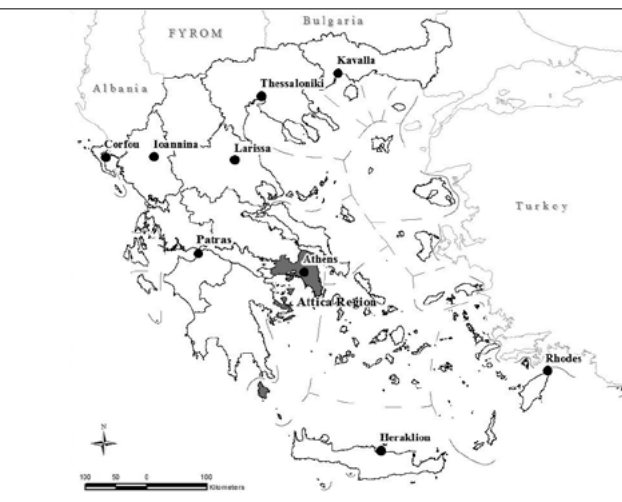 Bulgaria
FYROM
Kavalla
Thessaloniki
Albania
Corfou
Ioannina
Larissa
Turkey
Patras
Athens
Attica Region
Rhodes
N
Heraklion
100 50 0 100
Kilometers